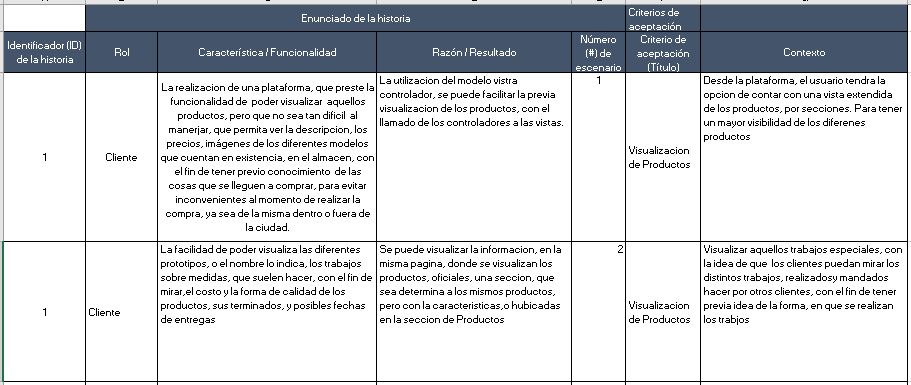 Enunciado de la historia
Criterios de
aceptación
Identificador (ID)
de la historia
Rol
Característica / Funcionalidad
Razón / Resultado
Número
(#) de
escenario
Criterio de
aceptación
(Título)
Contexto
1
Cliente
La realizacion de una plataforma, que preste la
funcionalidad de poder visualizar aquellos
productos, pero que no sea tan dificil al
manerjar, que permita ver la descripcion, los
precios, imágenes de los diferentes modelos
que cuentan en existencia, en el almacen, con
el fin de tener previo conocimiento de las
cosas que se lleguen a comprar, para evitar
inconvenientes al momento de realizar la
compra, ya sea de la misma dentro o fuera de
la ciudad.
La utilizacion del modelo vistra
controlador, se puede facilitar la previa
visualizacion de los productos, con el
llamado de los controladores a las vistas.
1
Visualizacion
de Productos
Desde la plataforma, el usuario tendra la
opcion de contar con una vista extendida
de los productos, por secciones. Para tener
un mayor visibilidad de los diferenes
productos
1
Cliente
La facilidad de poder visualiza las diferentes
prototipos, o el nombre lo indica, los trabajos
sobre medidas, que suelen hacer, con el fin de
mirar,el costo y la forma de calidad de los
productos, sus terminados, y posibles fechas
de entregas
Se puede visualizar la informacion, en la
misma pagina, donde se visualizan los
productos, oficiales, una seccion, que
sea determina a los mismos productos,
pero con la caracteristicas,o hubicadas
en la seccion de Productos
2
Visualizacion
de Productos
Visualizar aquellos trabajos especiales, con
la idea de que los clientes puedan mirar los
distintos trabajos, realizadosy mandados
hacer por otros clientes, con el fin de tener
previa idea de la forma, en que se realizan
los trabjos